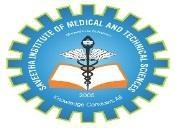 SAVEETHA INSTITUTE OF MEDICAL AND TECHNICAL SCIENCES
2005
Knowledge Conquers All